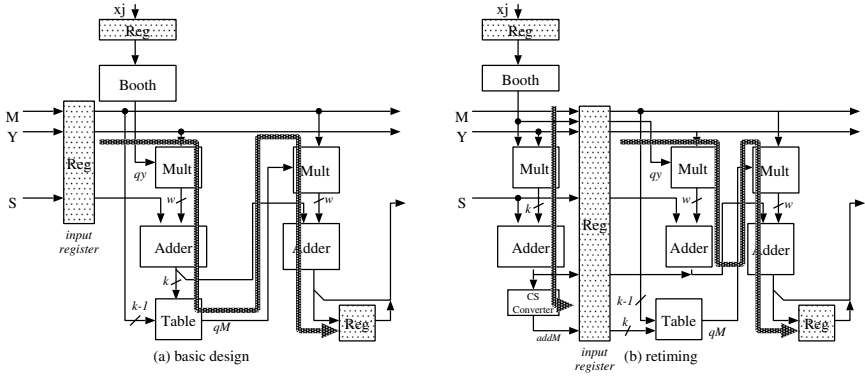 xj
Reg
Booth
M
Y
S
Reg
input
register
qy
Mult
w
Adder
k
k-1
Table
qM
Mult
w
Adder
Reg
(a) basic design
xj
Reg
Booth
M
Y
S
Mult
k
Adder
CS
Converter
addM
Reg
input
register
qy
Mult
w
Adder
k-1
k
Table
qM
Mult
w
Adder
Reg
(b) retiming